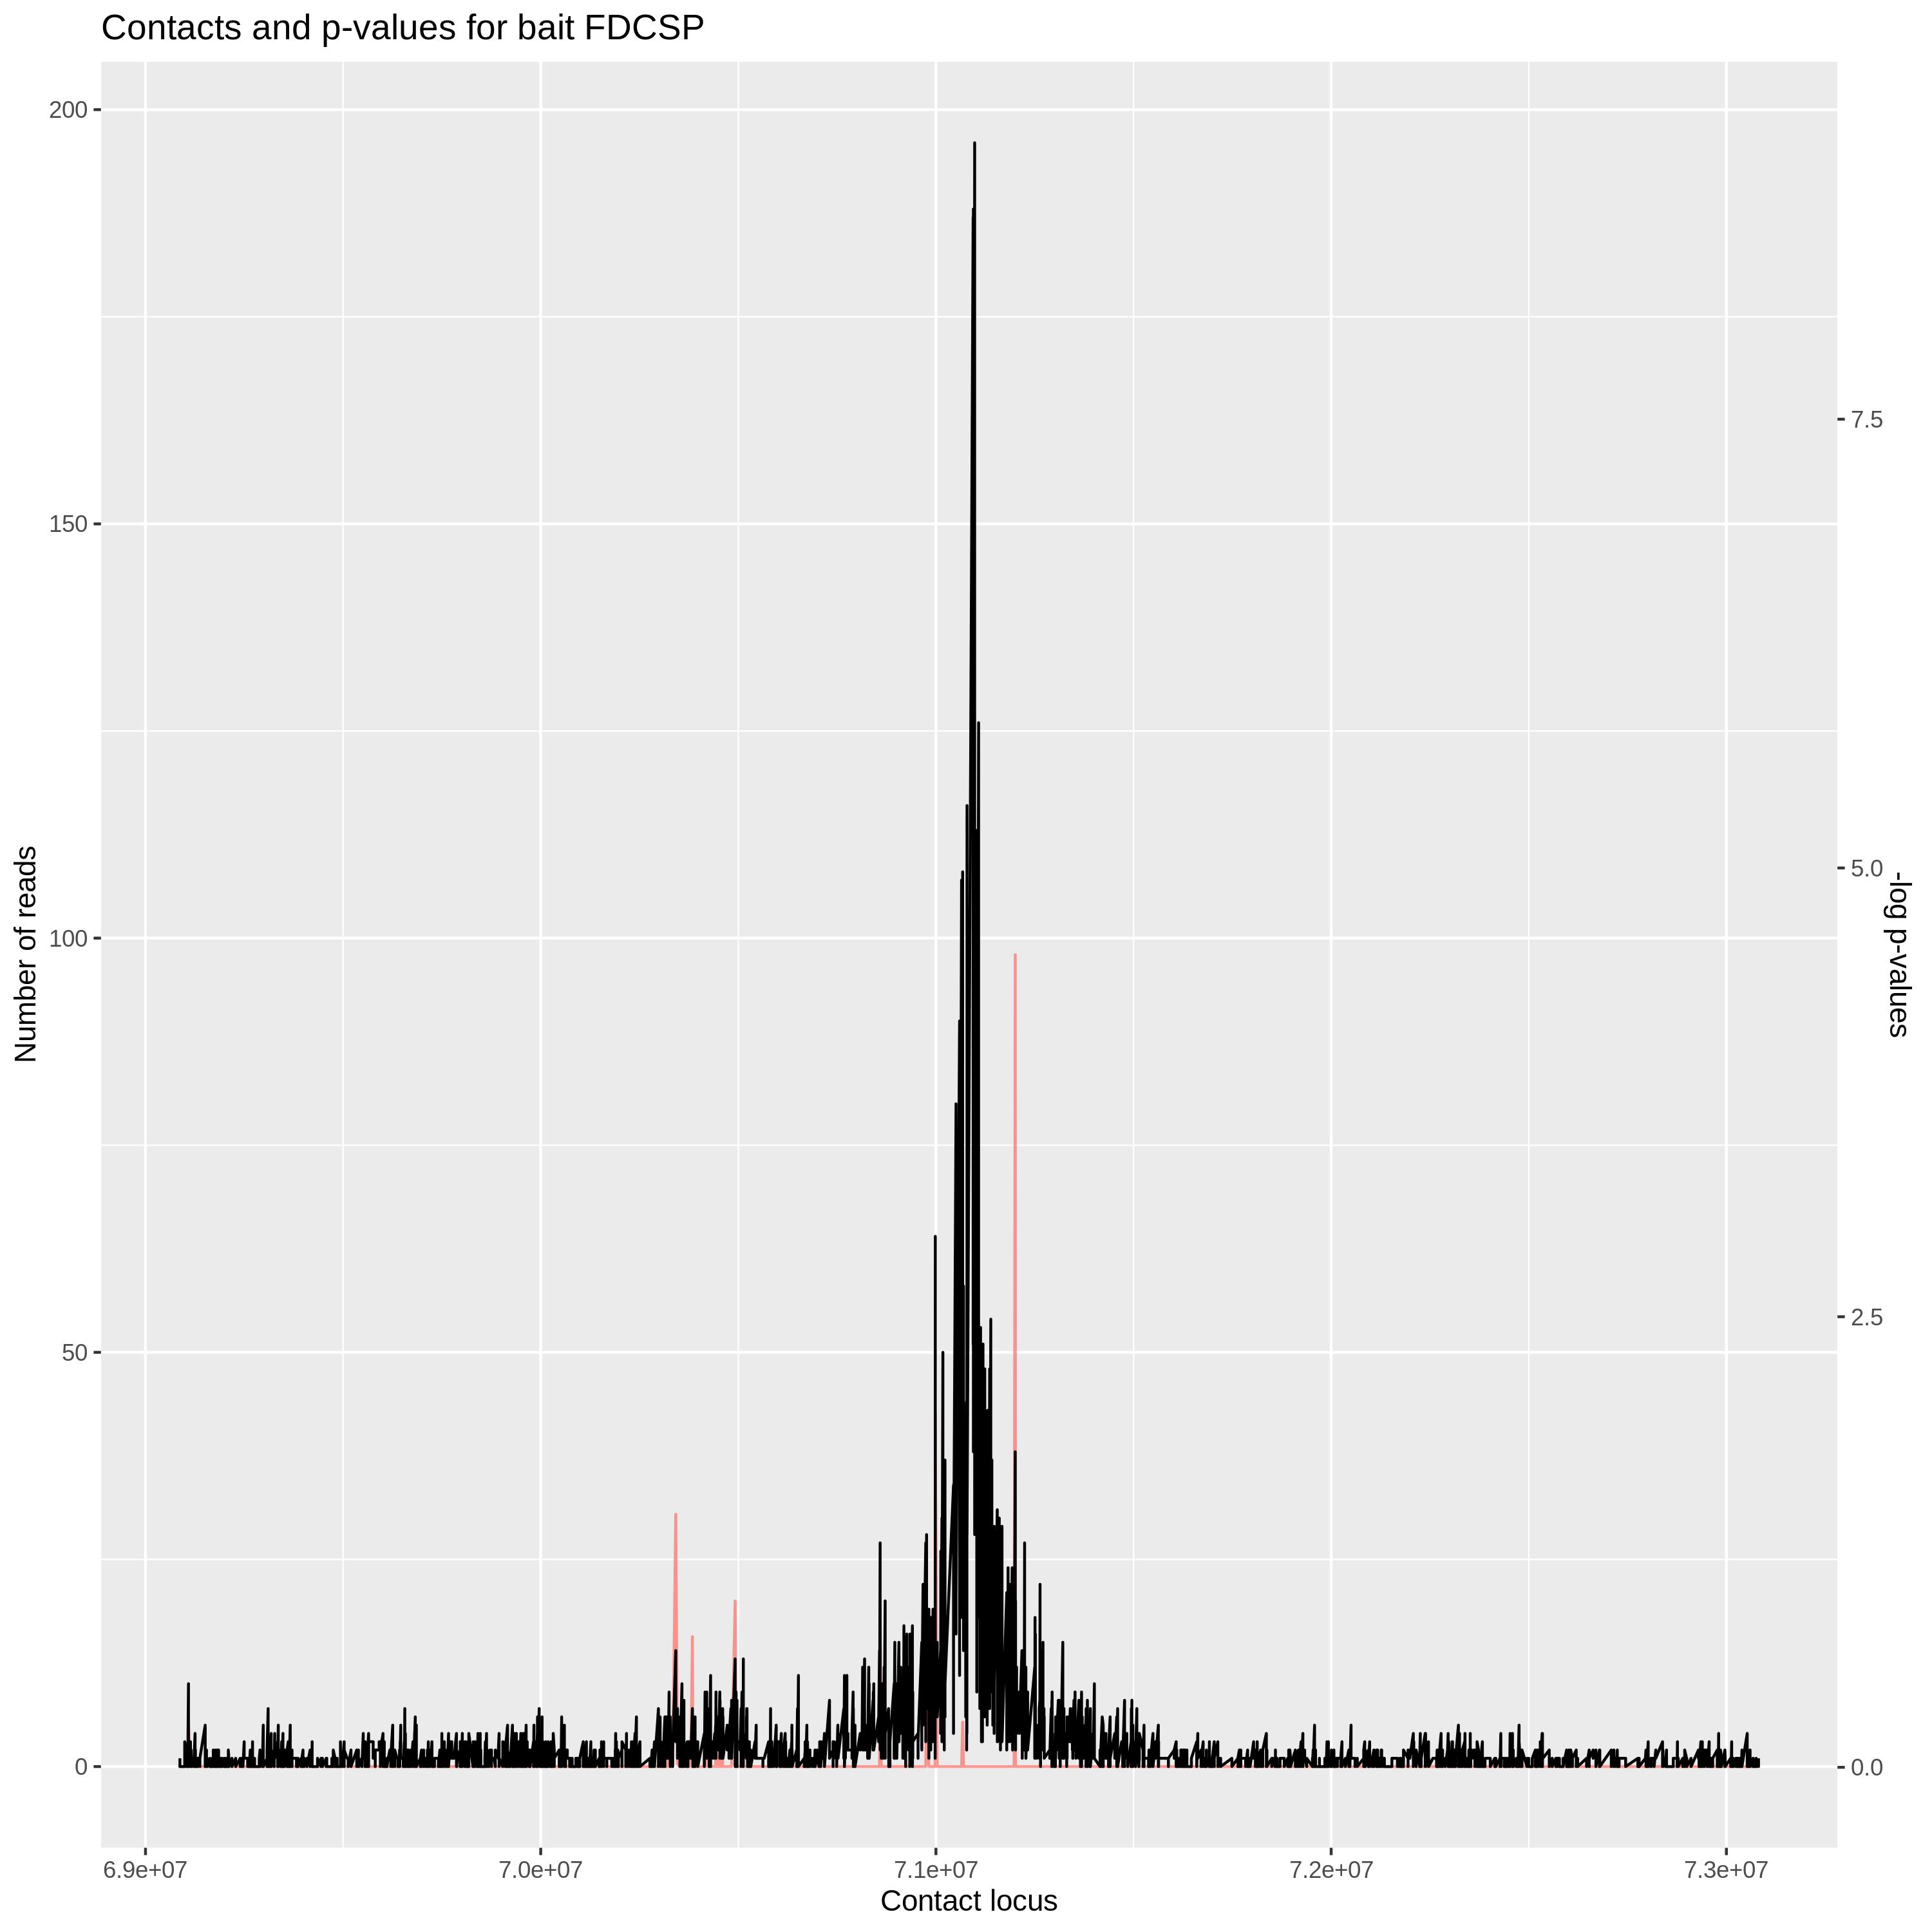 Contacts and p-values for bait FDCSP
200
150
100
50
0
Number of reads
7.5
5.0
2.5
0.0
-log p-values
6.9e+07 7.0e+07 7.1e+07 7.2e+07 7.3e+07
Contact locus